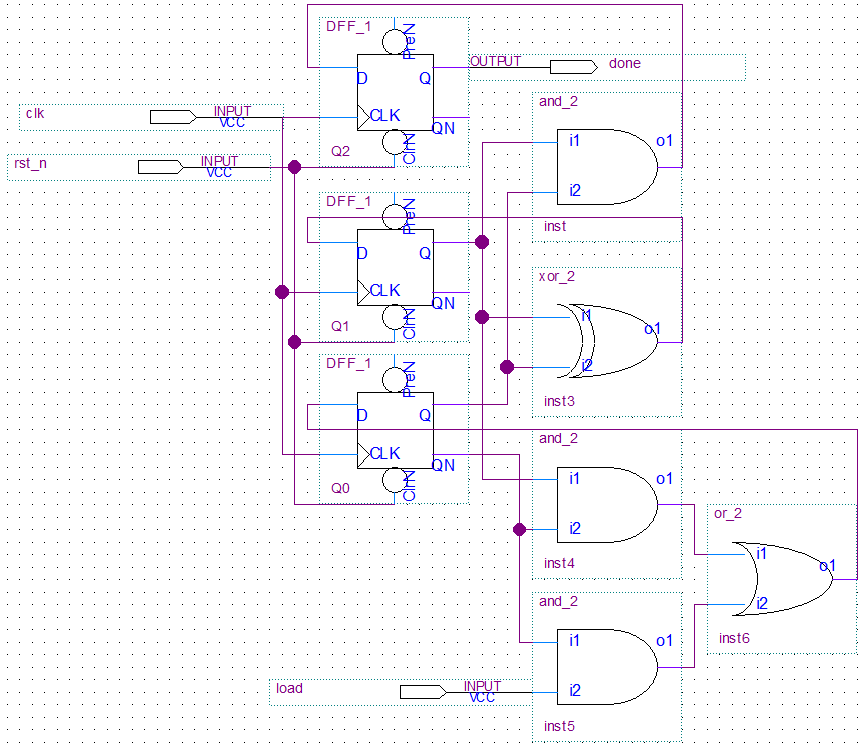 DFF_1
PreN
D
Q
CLK
QN
ClrN
Q2
OUTPUT
done
clk
INPUT
VCC
rst_n
INPUT
VCC
and_2
i1
i2
o1
inst
DFF_1
PreN
D
Q
CLK
QN
ClrN
Q1
xor_2
i1
i2
o1
inst3
DFF_1
PreN
D
Q
CLK
QN
ClrN
Q0
and_2
i1
i2
o1
inst4
or_2
i1
i2
o1
inst6
and_2
i1
i2
o1
inst5
load
INPUT
VCC